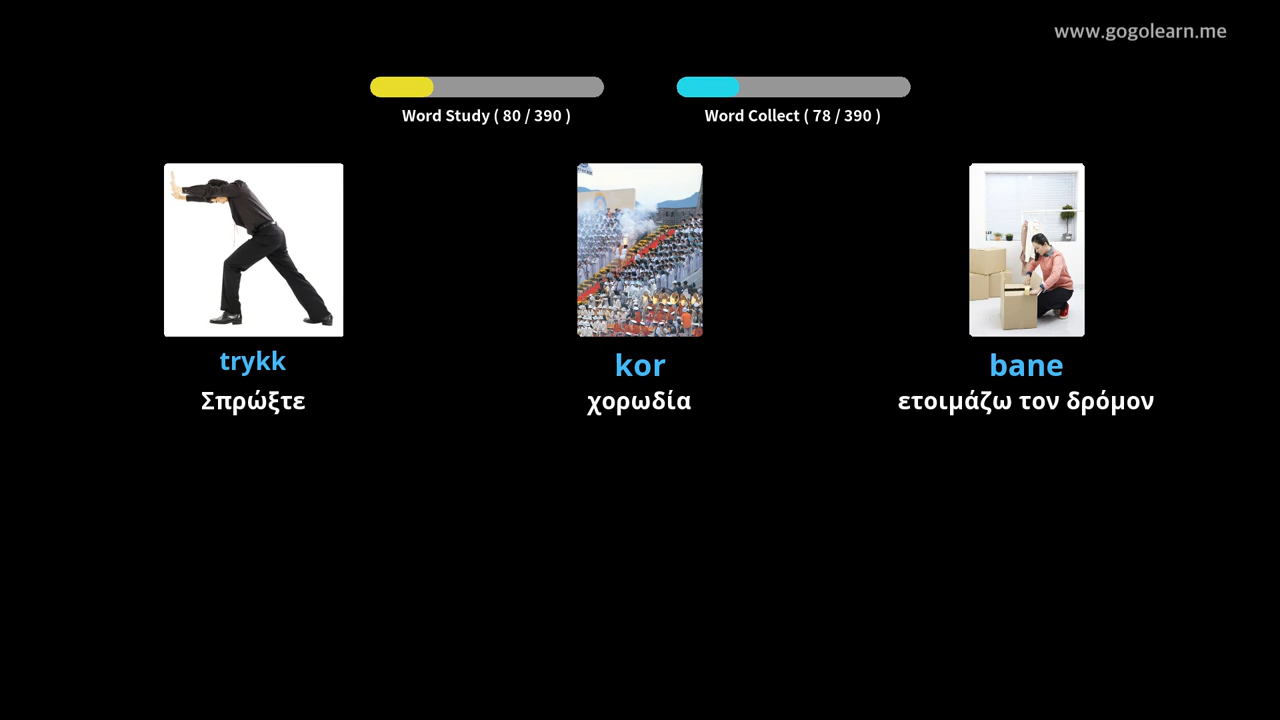 www.gogolearn.me
Word Study ( 80 / 390 )
Word Collect ( 78 / 390 )
trykk
kor
bane
Σπρώξτε
χορωδία
ετοιμάζω τον δρόμον